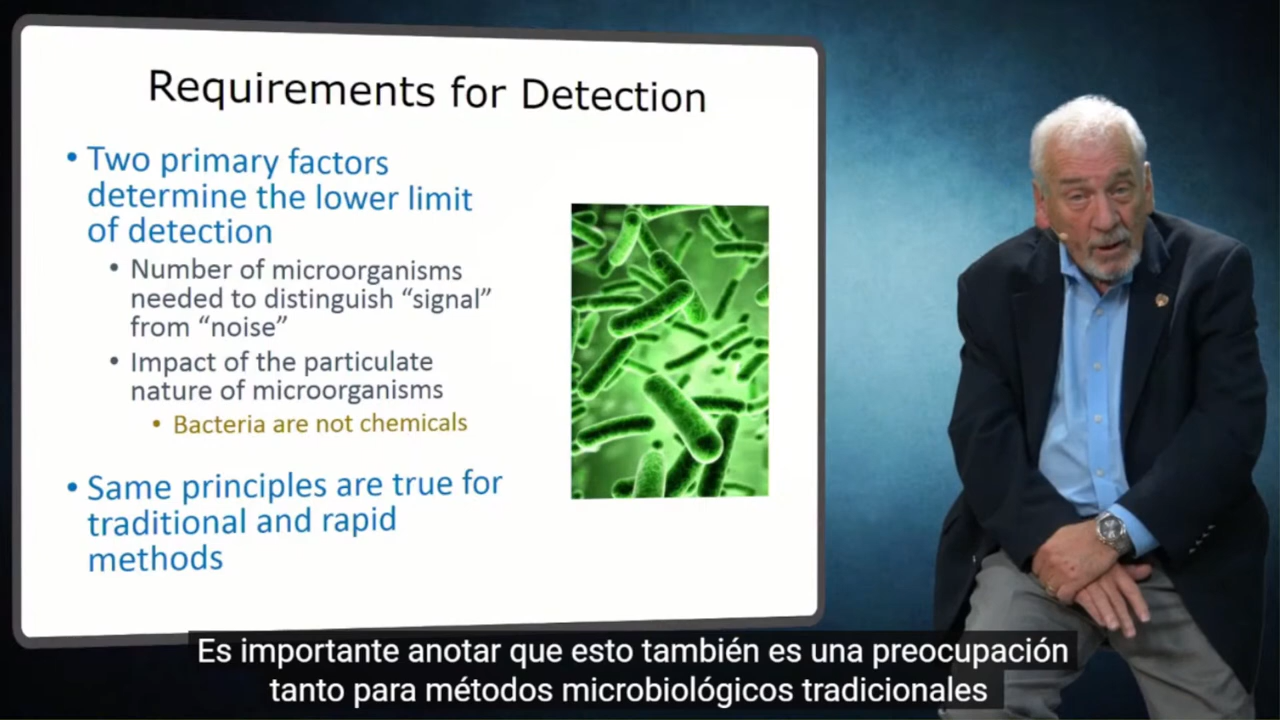 Requirements for Detection
• Two primary factors
determine the lower limit
of detection
• Number of microorganisms
needed to distinguish “signal”
from “noise”
• Impact of the particulate
nature of microorganisms
• Bacteria are not chemicals
• Same principles are true for
traditional and rapid
methods
Es importante anotar que esto también es una preocupación
tanto para métodos microbiológicos tradicionales